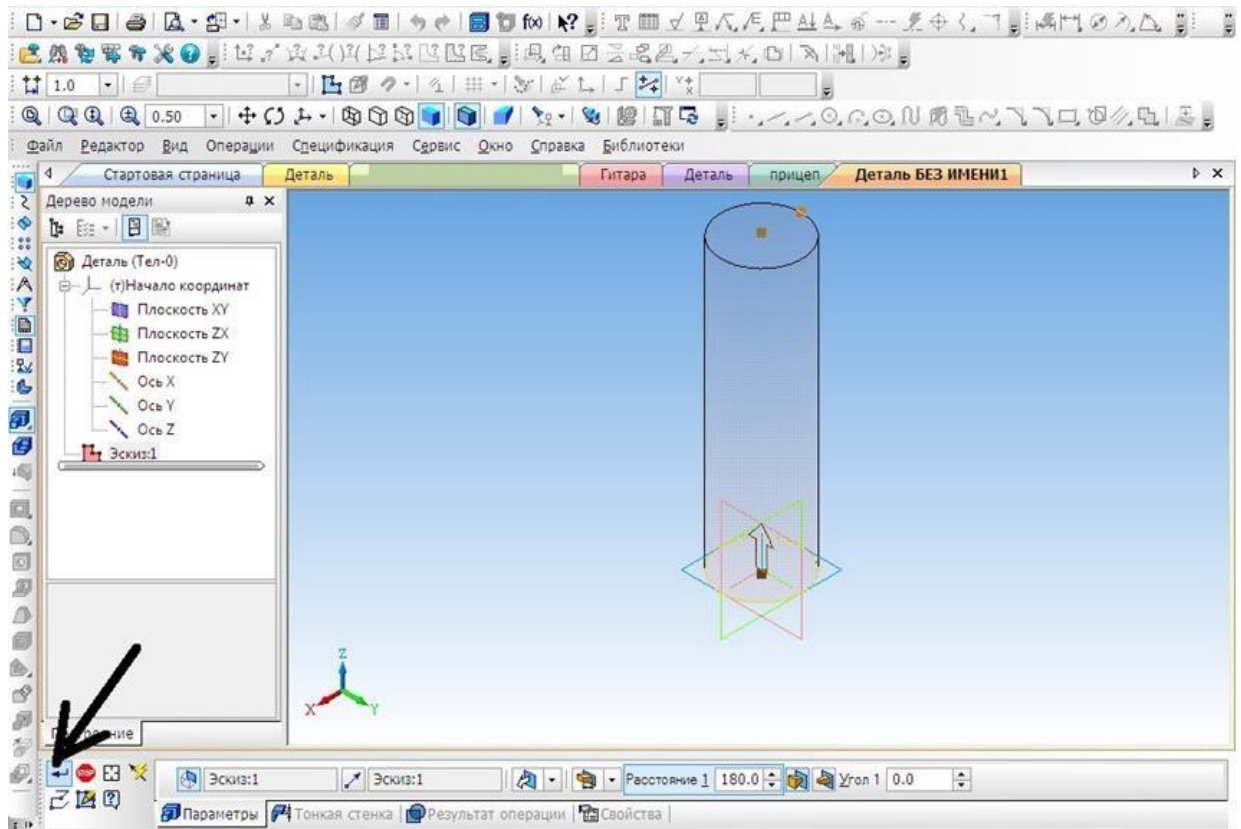 f(x)
1.0
0.50
Файл Редактор Вид Операции Спецификация Сервис Окно Справка Библиотеки
Стартовая страница Деталь Гитара Деталь прицеп Деталь БЕЗ ИМЕНИ1
Дерево модели
Деталь (Тел-0)
(т)Начало координат
Плоскость XY
Плоскость ZX
Плоскость ZY
Ось X
Ось Y
Ось Z
Эскиз:1
Z
X Y
STOP Эскиз:1 Эскиз:1 Расстояние 1 180.0 Угол 1 0.0
Параметры Тонкая стенка Результат операции Свойства